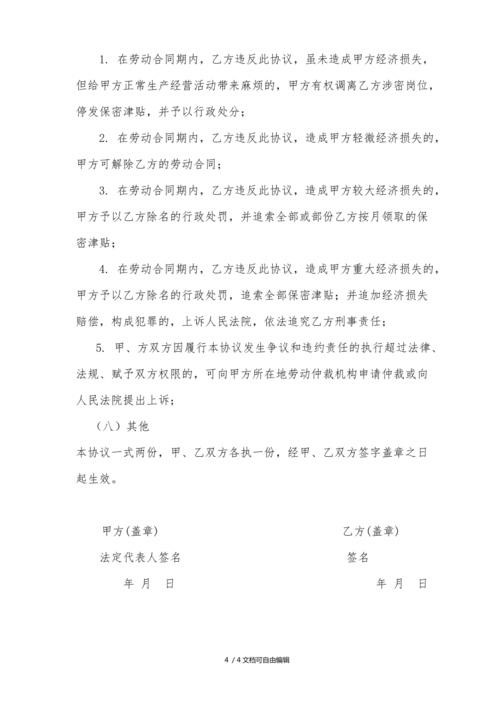 1. 在劳动合同期内，乙方违反此协议，虽未造成甲方经济损失，
但给甲方正常生产经营活动带来麻烦的，甲方有权调离乙方涉密岗位，
停发保密津贴，并予以行政处分；
2. 在劳动合同期内，乙方违反此协议，造成甲方轻微经济损失的，
甲方可解除乙方的劳动合同；
3. 在劳动合同期内，乙方违反此协议，造成甲方较大经济损失的，
甲方予以乙方除名的行政处罚，并追索全部或部份乙方按月领取的保
密津贴；
4. 在劳动合同期内，乙方违反此协议，造成甲方重大经济损失的，
甲方予以乙方除名的行政处罚，追索全部保密津贴；并追加经济损失
赔偿，构成犯罪的，上诉人民法院，依法追究乙方刑事责任；
5. 甲、方双方因履行本协议发生争议和违约责任的执行超过法律、
法规、赋予双方权限的，可向甲方所在地劳动仲裁机构申请仲裁或向
人民法院提出上诉；
（八）其他
本协议一式两份，甲、乙双方各执一份，经甲、乙双方签字盖章之日
起生效。
甲方(盖章) 乙方(盖章)
法定代表人签名 签名
年 月 日 年 月 日
4 / 4文档可自由编辑